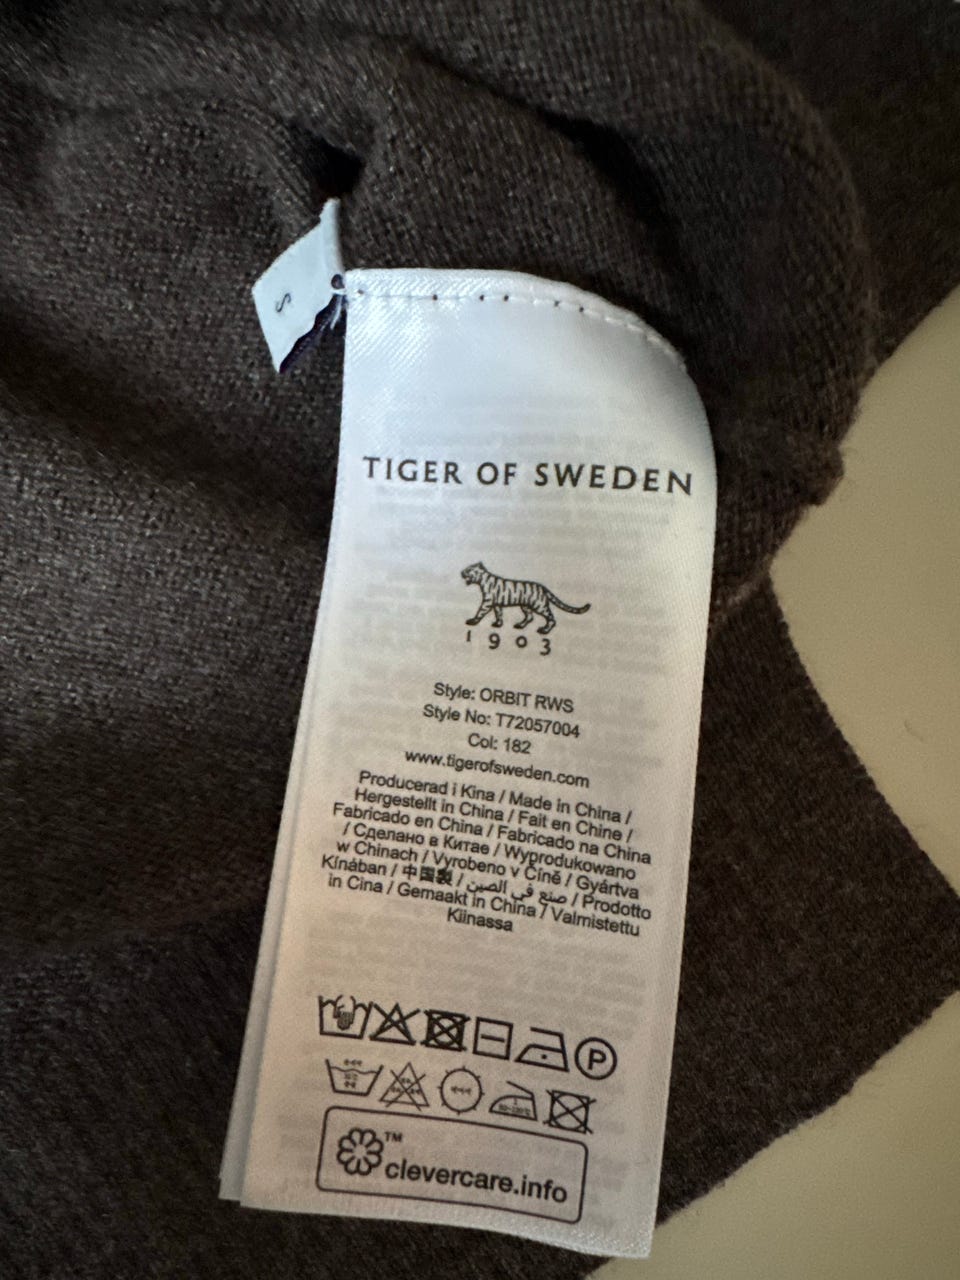 S
TIGER OF SWEDEN
1903
Style: ORBIT RWS
Style No: T72057004
Col: 182
www.tigerofsweden.com
Producerad i Kina / Made in China /
Hergestellt in China / Fait en Chine /
Fabricado en China / Fabricado na China
/ Сделано в Китае / Wyprodukowano
w Chinach / Vyrobeno v Číně / Gyártva
Kínában / 中国製 / صنع في الصين / Prodotto
in Cina / Gemaakt in China / Valmistettu
Kiinassa
P
™
clevercare.info